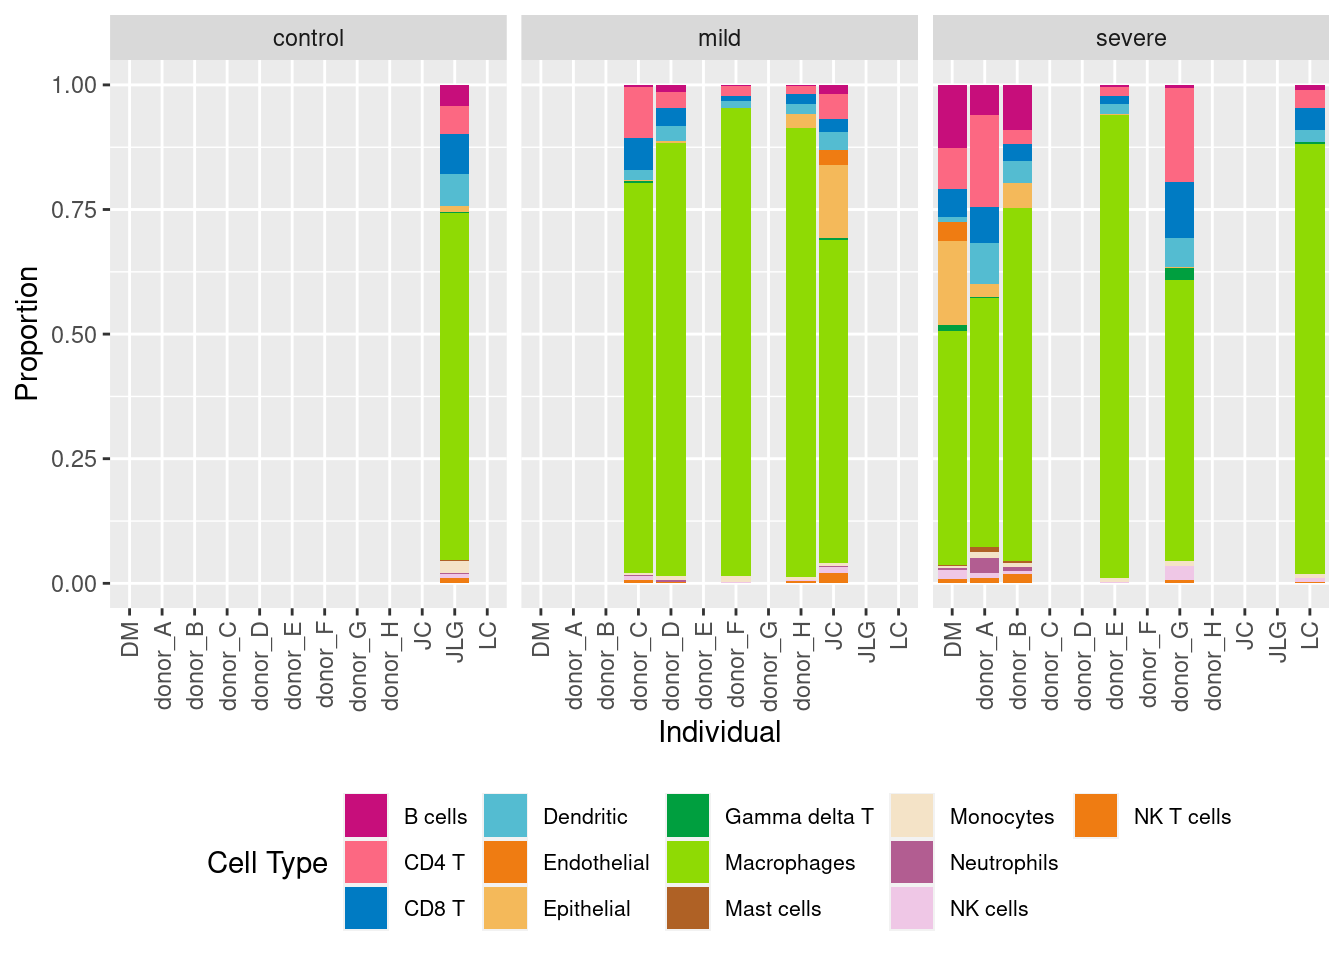 control mild severe
1.00
0.75
0.50
0.25
0.00
Proportion
DM donor_A donor_B donor_C donor_D donor_E donor_F donor_G donor_H JC JLG LC DM donor_A donor_B donor_C donor_D donor_E donor_F donor_G donor_H JC JLG LC DM donor_A donor_B donor_C donor_D donor_E donor_F donor_G donor_H JC JLG LC
Individual
Cell Type
B cells Dendritic Gamma delta T Monocytes NK T cells
CD4 T Endothelial Macrophages Neutrophils
CD8 T Epithelial Mast cells NK cells